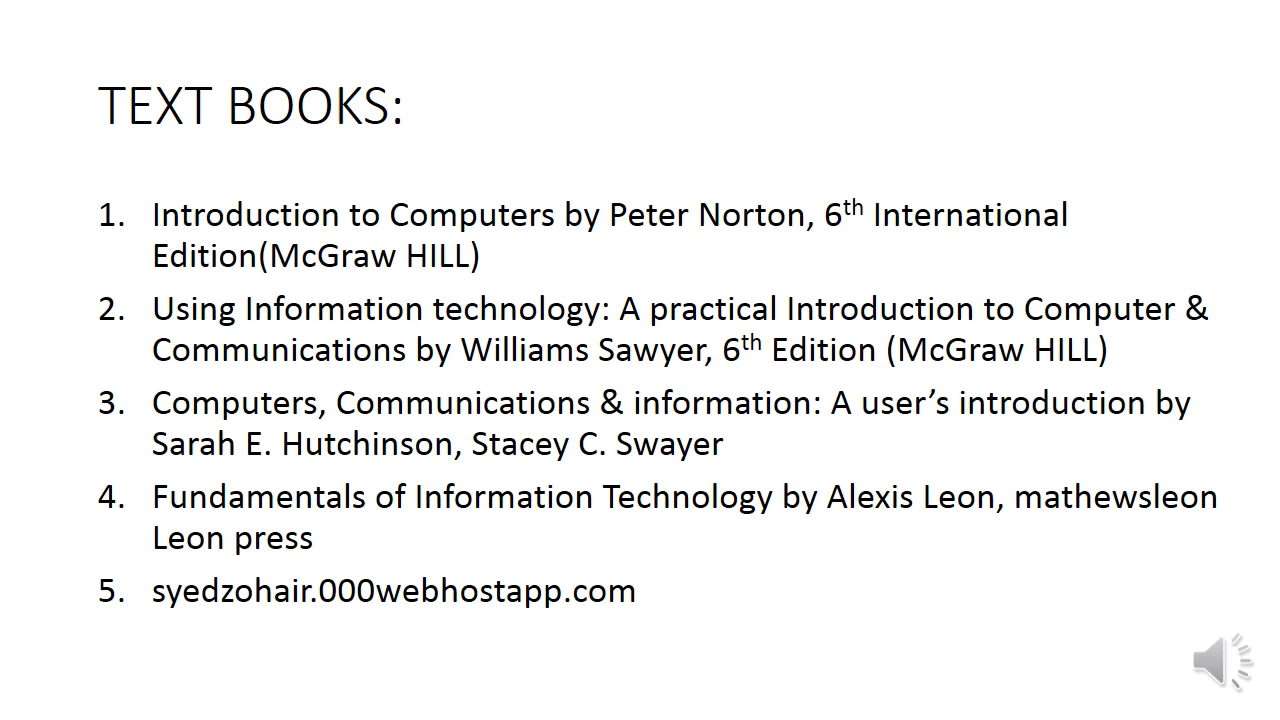 TEXT BOOKS:
1. Introduction to Computers by Peter Norton, 6th International
Edition(McGraw HILL)
2. Using Information technology: A practical Introduction to Computer &
Communications by Williams Sawyer, 6th Edition (McGraw HILL)
3. Computers, Communications & information: A user’s introduction by
Sarah E. Hutchinson, Stacey C. Swayer
4. Fundamentals of Information Technology by Alexis Leon, mathewsleon
Leon press
5. syedzohair.000webhostapp.com